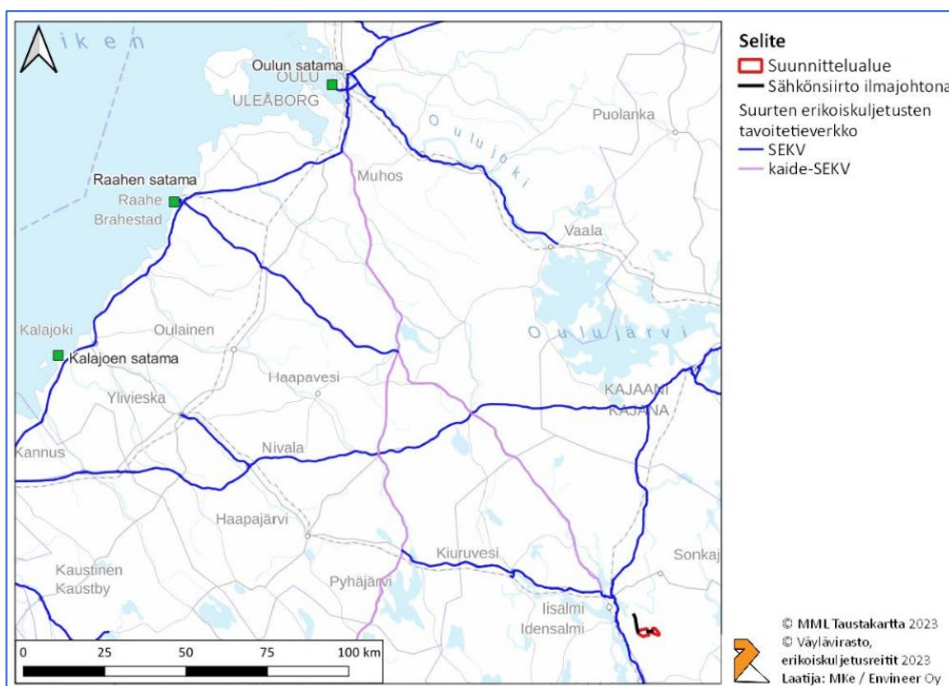 iken
Oulun satama
OULU
ULEÅBORG
Puolanka
Oulujoki
Muhos
Raahen satama
Raahe
Brahestad
Vaala
Kalajoki
Oulainen
Oulujärvi
Kalajoen satama
Haapavesi
KAJAANI
KAJANA
Ylivieska
Kannus
Nivala
Haapajärvi
Kiuruvesi
Sonkaj
Kaustinen
Kaustby
Pyhäjärvi
Iisalmi
Idensalmi
0 25 50 75 100 km
Selite
Suunnittelualue
Sähkönsiirto ilmajohtona
Suurten erikoiskuljetusten
tavoitetieverkko
SEKV
kaide-SEKV
© MML Taustakartta 2023
© Väylävirasto,
erikoiskuljetusreitit 2023
Laatija: MKe / Envineer Oy